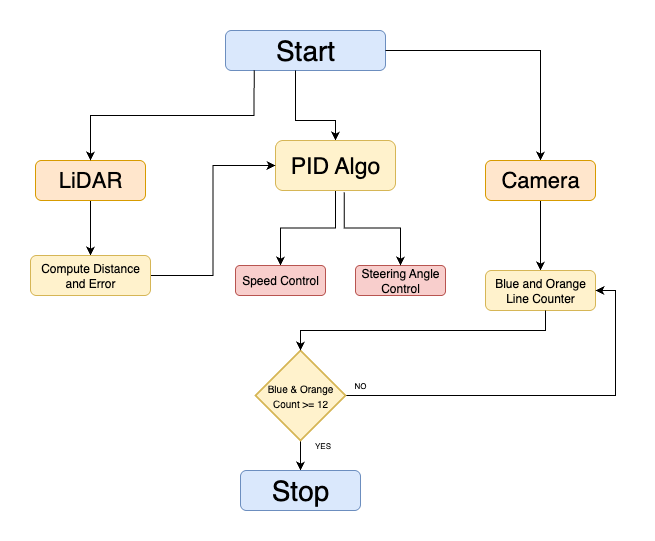 Start
LiDAR
PID Algo
Camera
Compute Distance
and Error
Speed Control
Steering Angle
Control
Blue and Orange
Line Counter
Blue & Orange
Count >= 12
NO
YES
Stop